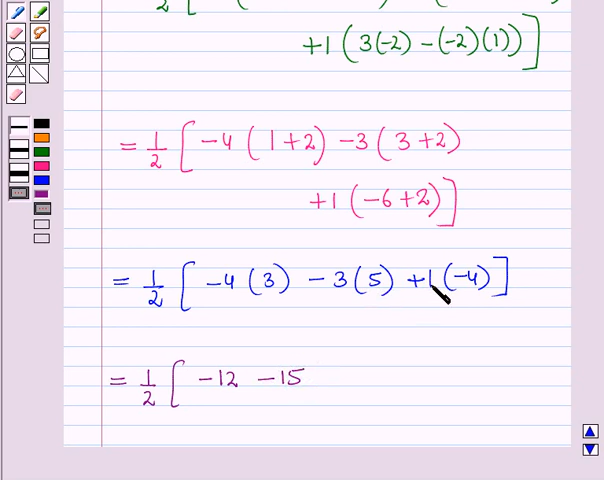 2 [
+1 ( 3(-2) - (-2)(1) ) ]
= 1/2 [ -4 ( 1+2 ) -3 ( 3+2 )
+1 ( -6+2 ) ]
= 1/2 [ -4 ( 3 ) - 3 ( 5 ) +1 ( -4 ) ]
= 1/2 [ -12 -15